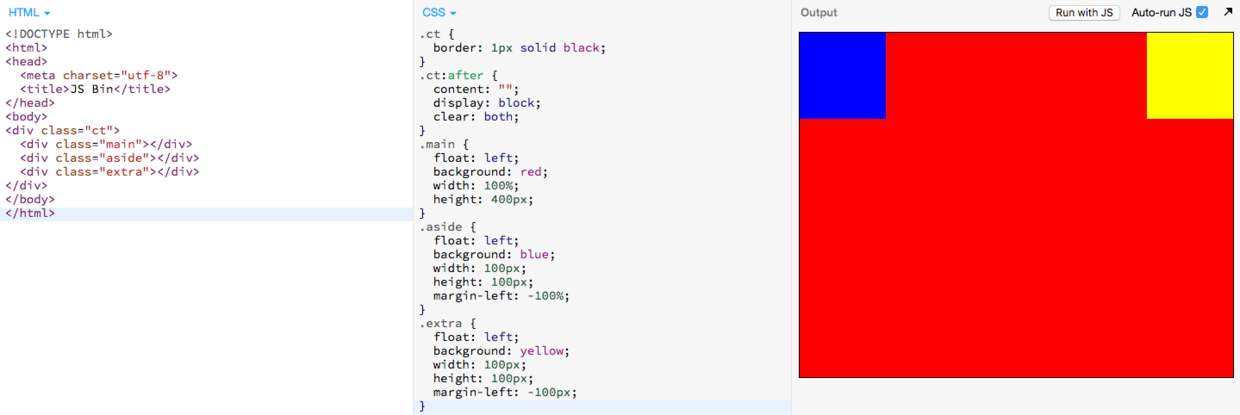 HTML
<!DOCTYPE html>
<html>
<head>
  <meta charset="utf-8">
  <title>JS Bin</title>
</head>
<body>
<div class="ct">
  <div class="main"></div>
  <div class="aside"></div>
  <div class="extra"></div>
</div>
</body>
</html>
CSS
.ct {
  border: 1px solid black;
}
.ct:after {
  content: "";
  display: block;
  clear: both;
}
.main {
  float: left;
  background: red;
  width: 100%;
  height: 400px;
}
.aside {
  float: left;
  background: blue;
  width: 100px;
  height: 100px;
  margin-left: -100%;
}
.extra {
  float: left;
  background: yellow;
  width: 100px;
  height: 100px;
  margin-left: -100px;
}
Output
Run with JS
Auto-run JS